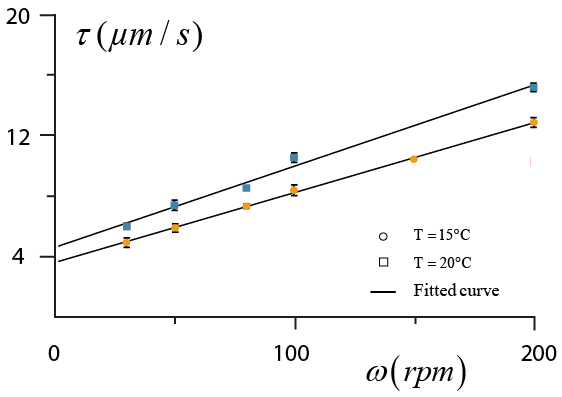 20
τ (μm / s)
12
T = 15°C
T = 20°C
4
Fitted curve
0
100
200
ω (rpm)